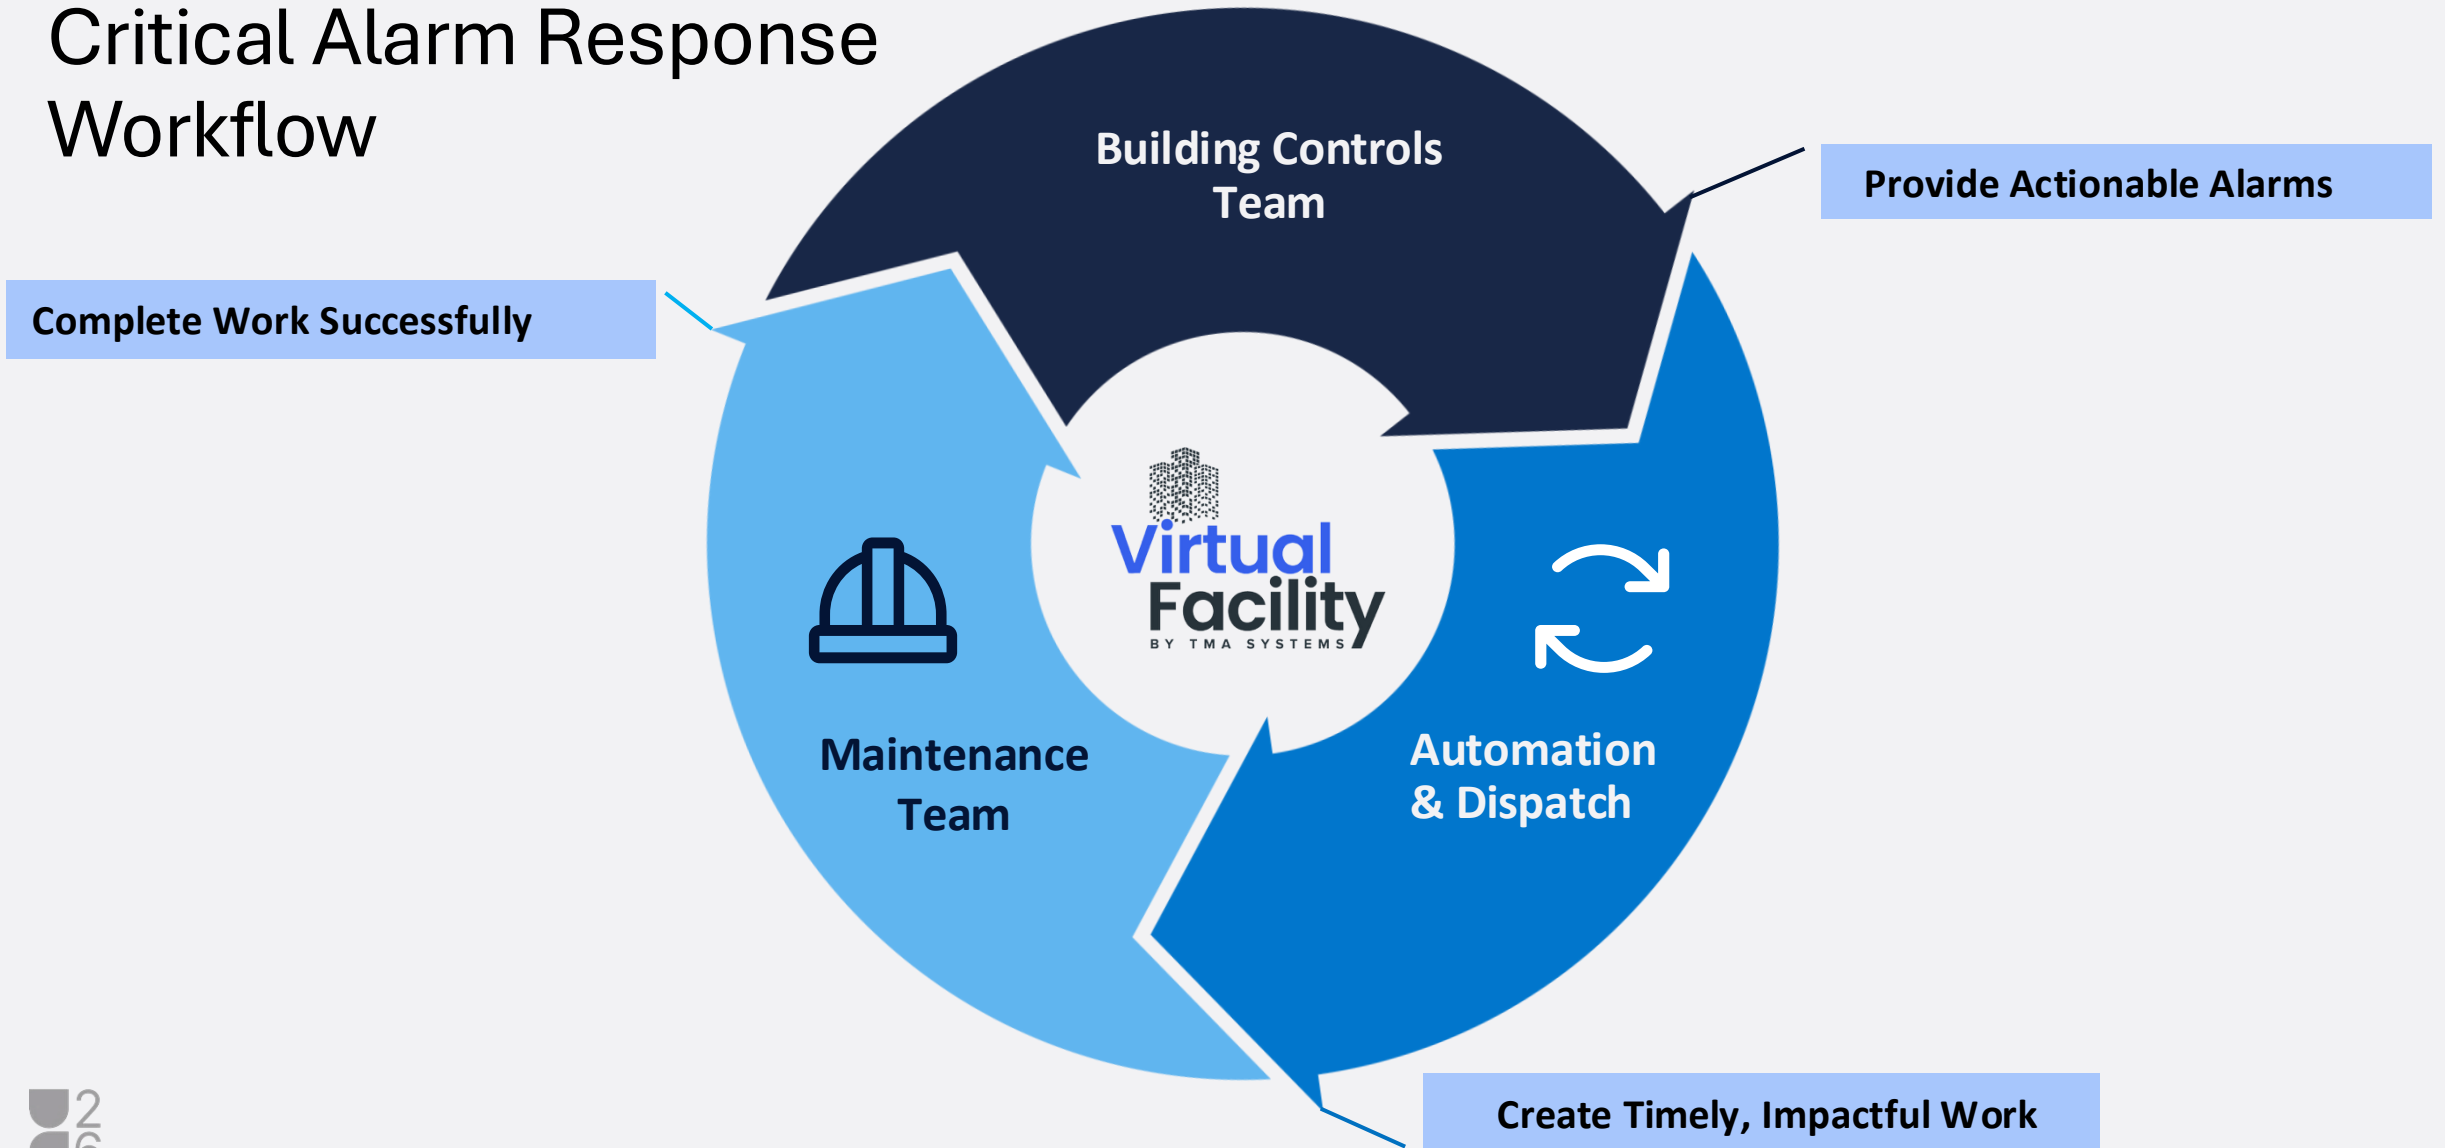 Critical Alarm Response
Workflow
Building Controls
Team
Provide Actionable Alarms
Complete Work Successfully
Virtual
Facility
BY TMA SYSTEMS
Maintenance
Team
Automation
& Dispatch
Create Timely, Impactful Work
26